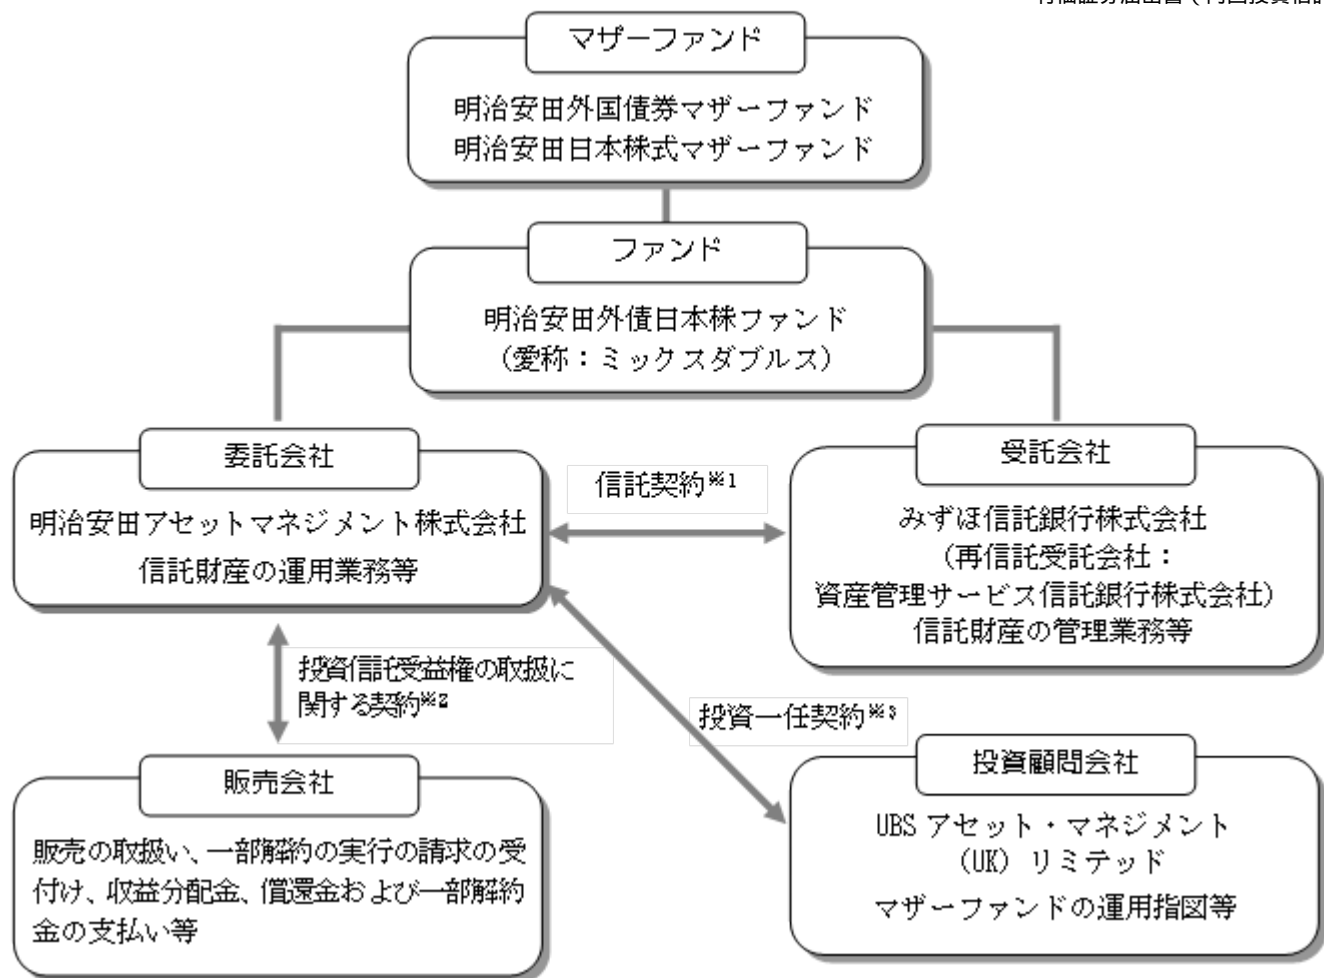 マザーファンド
明治安田外国債券マザーファンド
明治安田日本株式マザーファンド
ファンド
明治安田外債日本株ファンド
（愛称：ミックスダブルス）
委託会社
明治安田アセットマネジメント株式会社
信託財産の運用業務等
信託契約※1
受託会社
みずほ信託銀行株式会社
（再信託受託会社：
資産管理サービス信託銀行株式会社）
信託財産の管理業務等
投資信託受益権の取扱に
関する契約※2
投資一任契約※3
販売会社
販売の取扱い、一部解約の実行の請求の受
付け、収益分配金、償還金および一部解約
金の支払い等
投資顧問会社
UBS アセット・マネジメント
（UK）リミテッド
マザーファンドの運用指図等